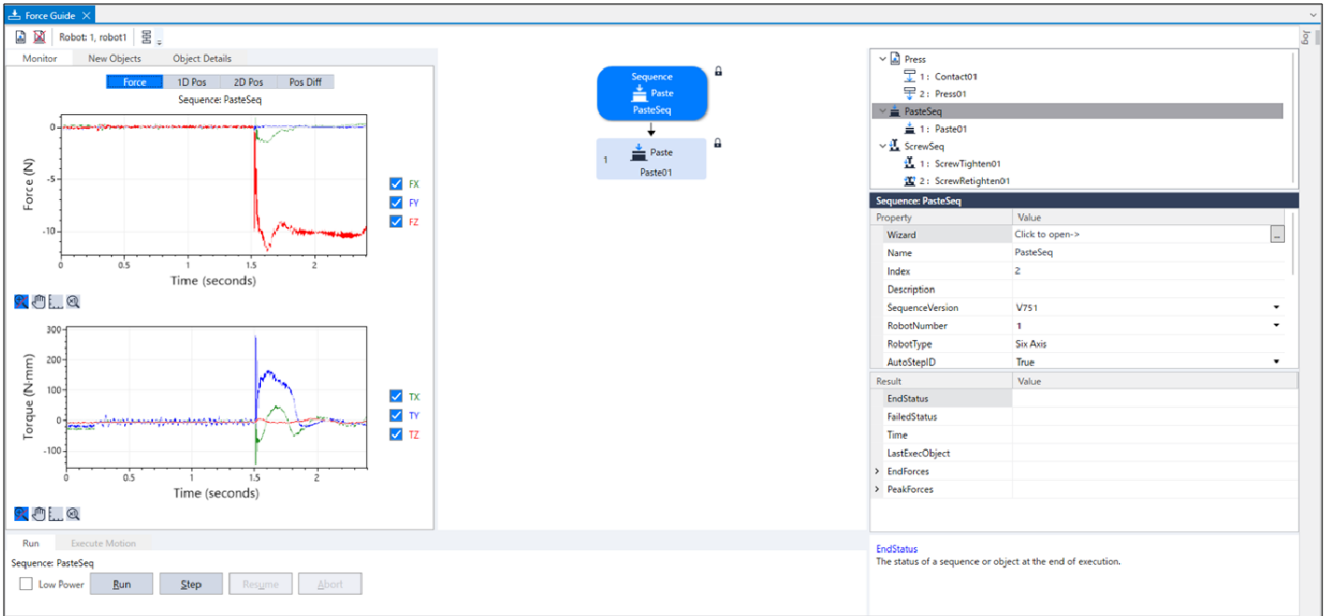 Force Guide
Robot: 1, robot1
Jog
Monitor New Objects Object Details
Force 1D Pos 2D Pos Pos Diff
Sequence: PasteSeq
0
-5
-10
Force (N)
0 0.5 1 1.5 2
Time (seconds)
FX
FY
FZ
300
200
100
0
-100
Torque (N·mm)
0 0.5 1 1.5 2
Time (seconds)
TX
TY
TZ
Run Execute Motion
Sequence: PasteSeq
Low Power Run Step Resume Abort
Sequence
Paste
PasteSeq
1 Paste
Paste01
Press
1: Contact01
2: Press01
PasteSeq
1: Paste01
ScrewSeq
1: ScrewTighten01
2: ScrewRetighten01
Sequence: PasteSeq
Property Value
Wizard Click to open-> ...
Name PasteSeq
Index 2
Description
SequenceVersion V751
RobotNumber 1
RobotType Six Axis
AutoStepID True
Result Value
EndStatus
FailedStatus
Time
LastExecObject
EndForces
PeakForces
EndStatus
The status of a sequence or object at the end of execution.